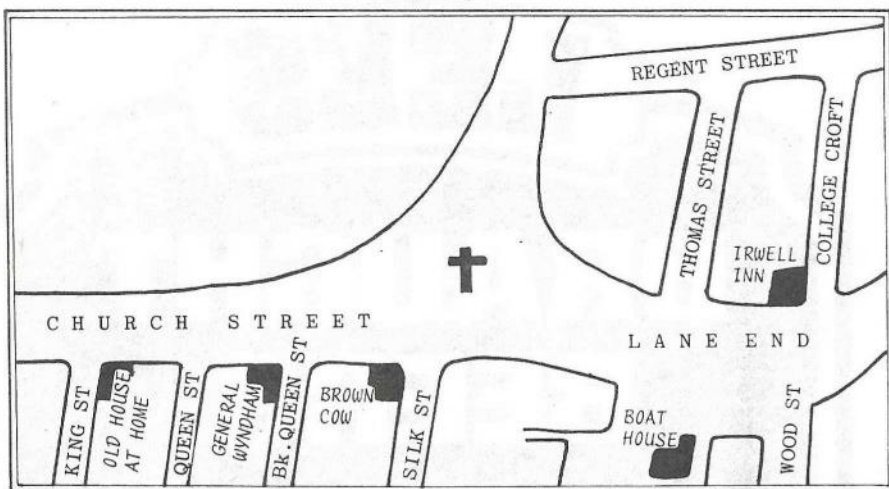 REGENT STREET
THOMAS STREET
COLLEGE CROFT
IRWELL
INN
CHURCH STREET
LANE END
KING ST
OLD HOUSE
AT HOME
QUEEN ST
GENERAL
WYNDHAM
Bk. QUEEN ST
BROWN
COW
SILK ST
BOAT
HOUSE
WOOD ST